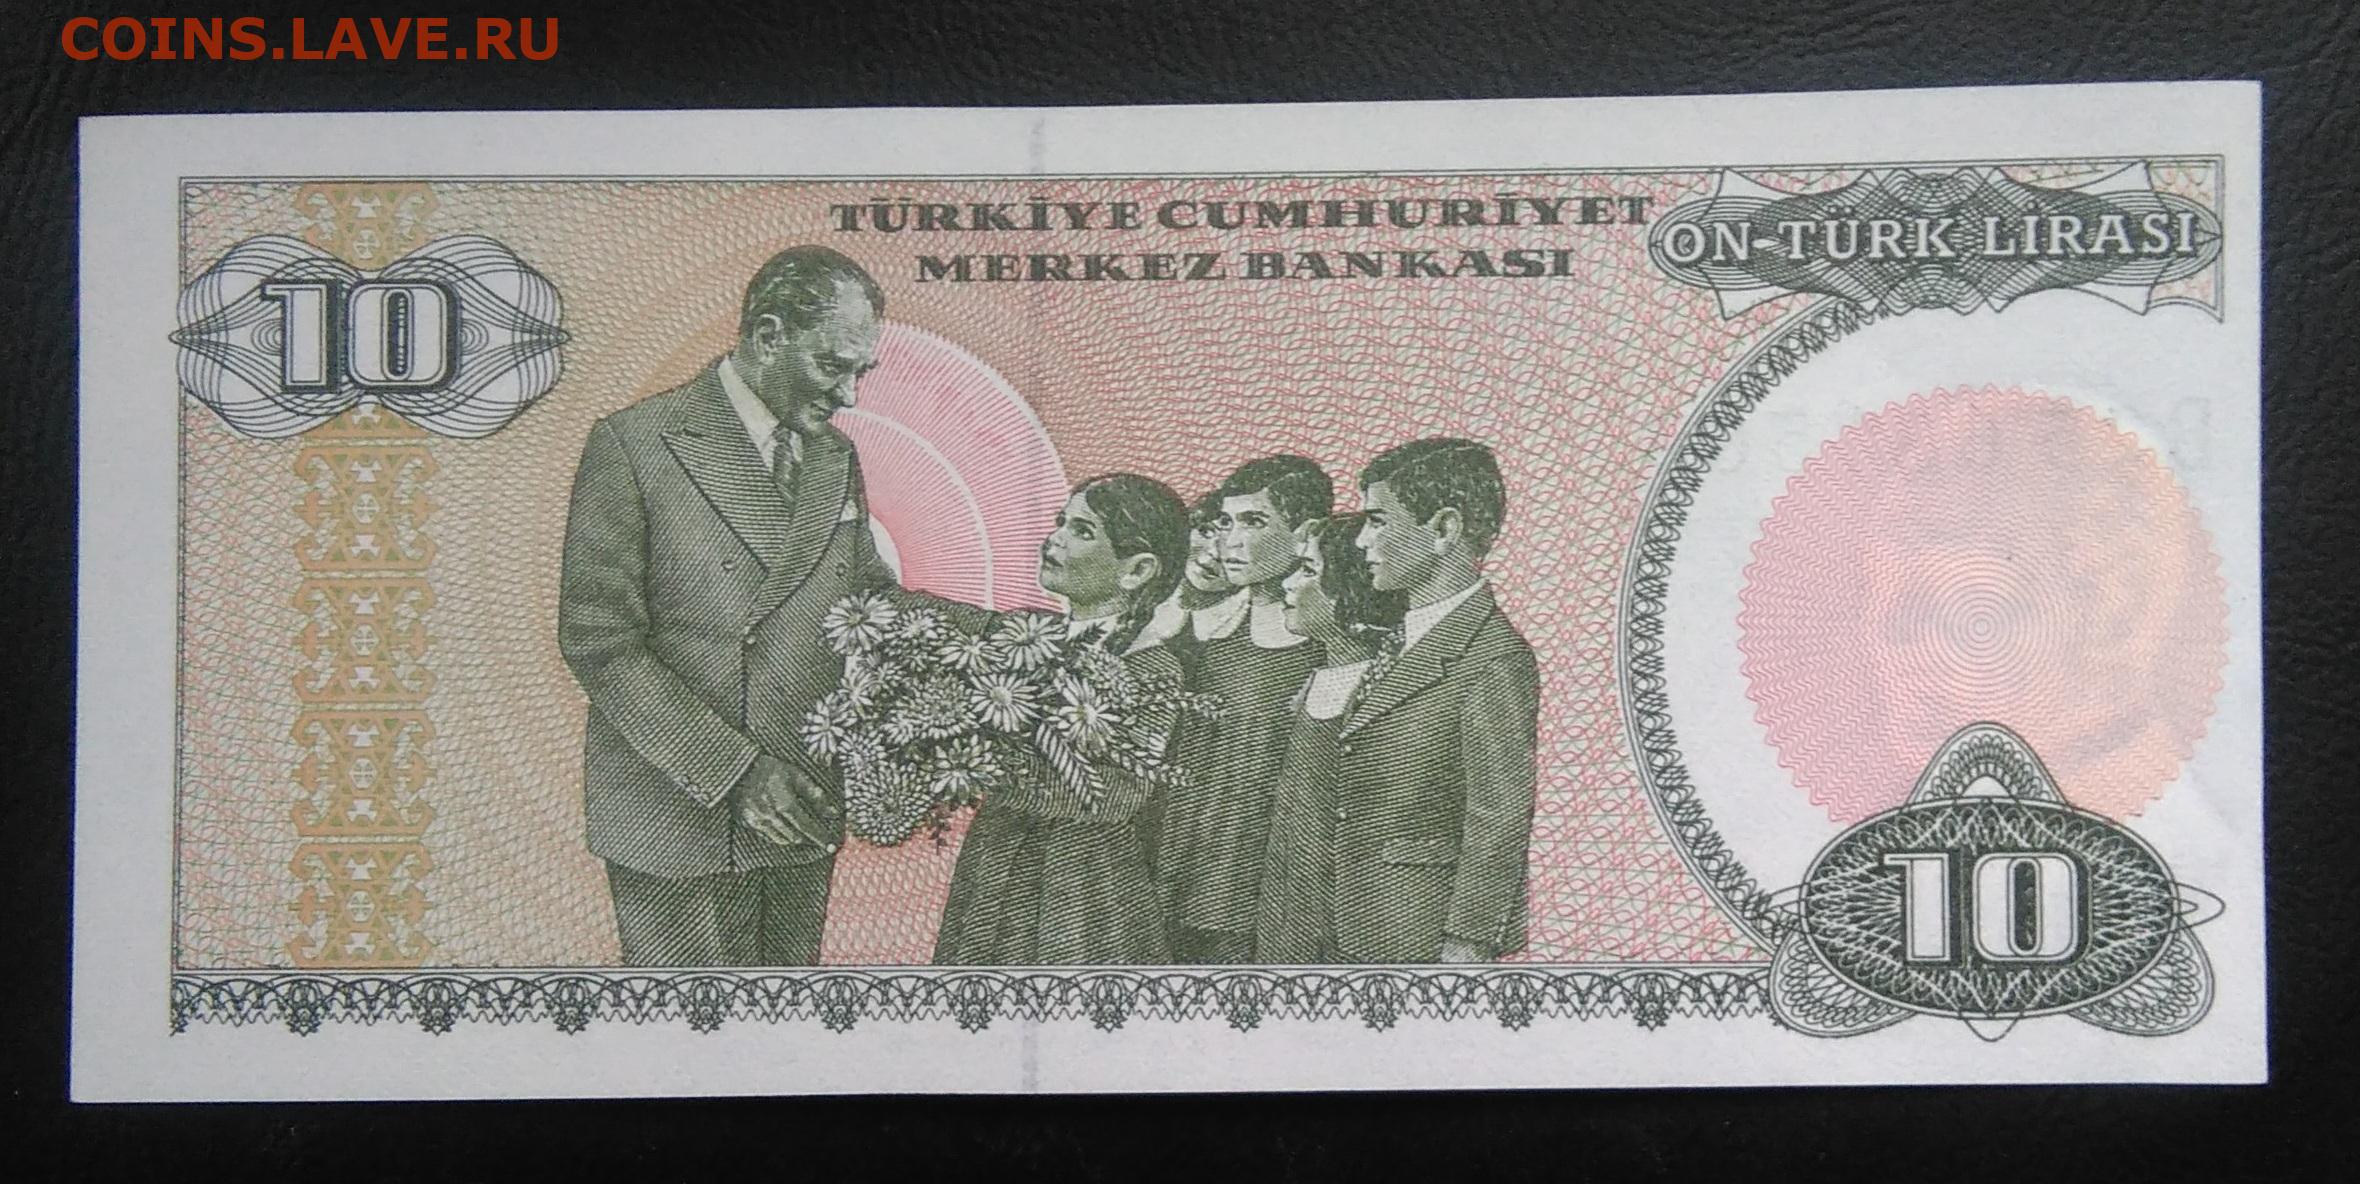 COINS.LAVE.RU
TÜRKİYE CUMHURİYET
MERKEZ BANKASI
ON-TÜRK LİRASI
10
10